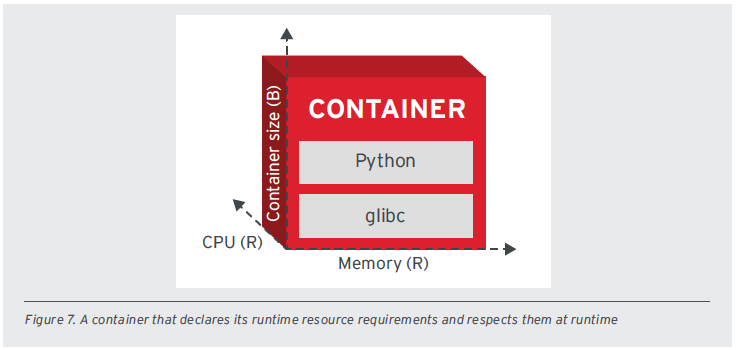 CONTAINER
Container size (B)
Python
glibc
CPU (R)
Memory (R)
Figure 7. A container that declares its runtime resource requirements and respects them at runtime